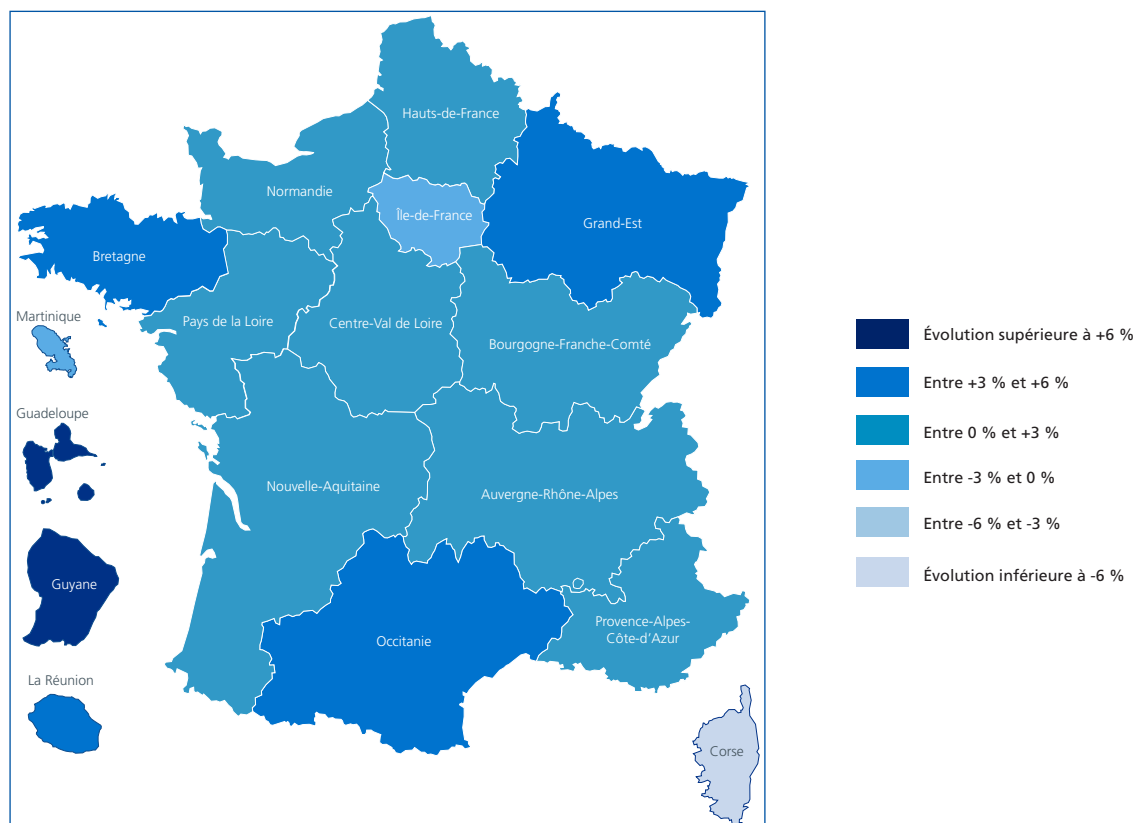 Hauts-de-France
Normandie
Île-de-France
Grand-Est
Bretagne
Martinique
Pays de la Loire
Centre-Val de Loire
Bourgogne-Franche-Comté
Guadeloupe
Nouvelle-Aquitaine
Auvergne-Rhône-Alpes
Guyane
Provence-Alpes-
Côte-d'Azur
Occitanie
La Réunion
Corse
Évolution supérieure à +6 %
Entre +3 % et +6 %
Entre 0 % et +3 %
Entre -3 % et 0 %
Entre -6 % et -3 %
Évolution inférieure à -6 %